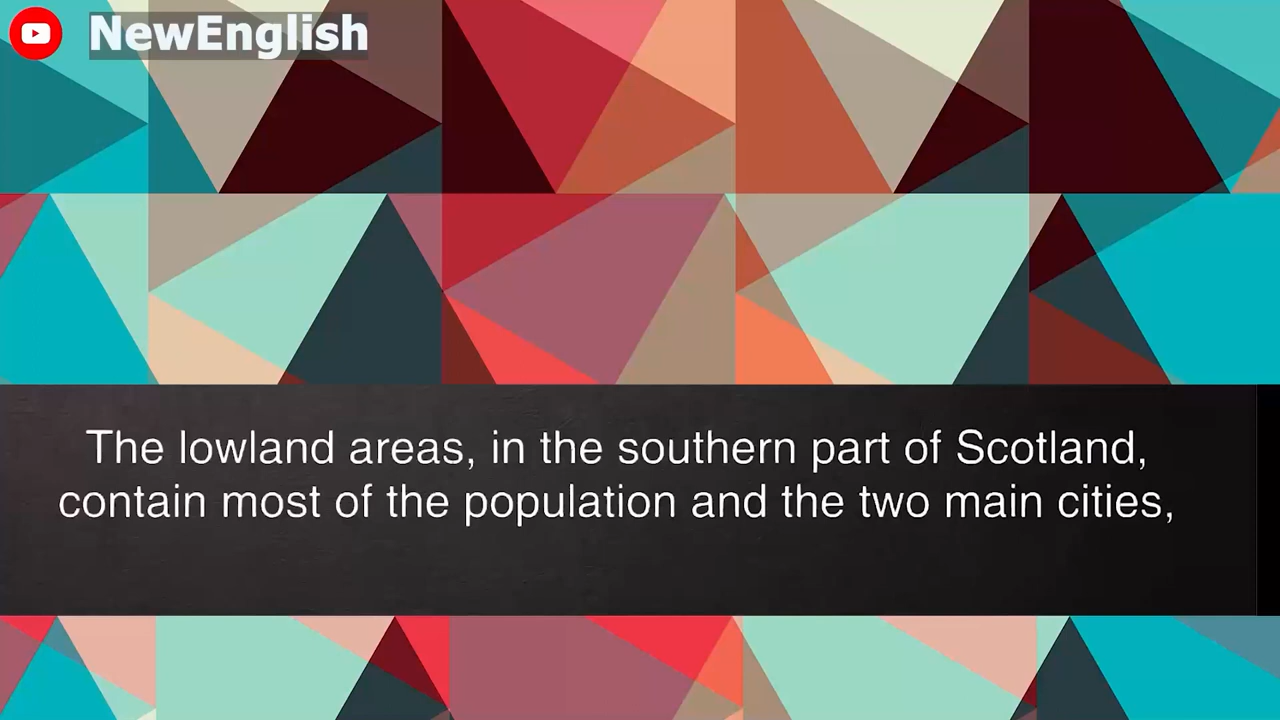 NewEnglish
The lowland areas, in the southern part of Scotland,
contain most of the population and the two main cities,